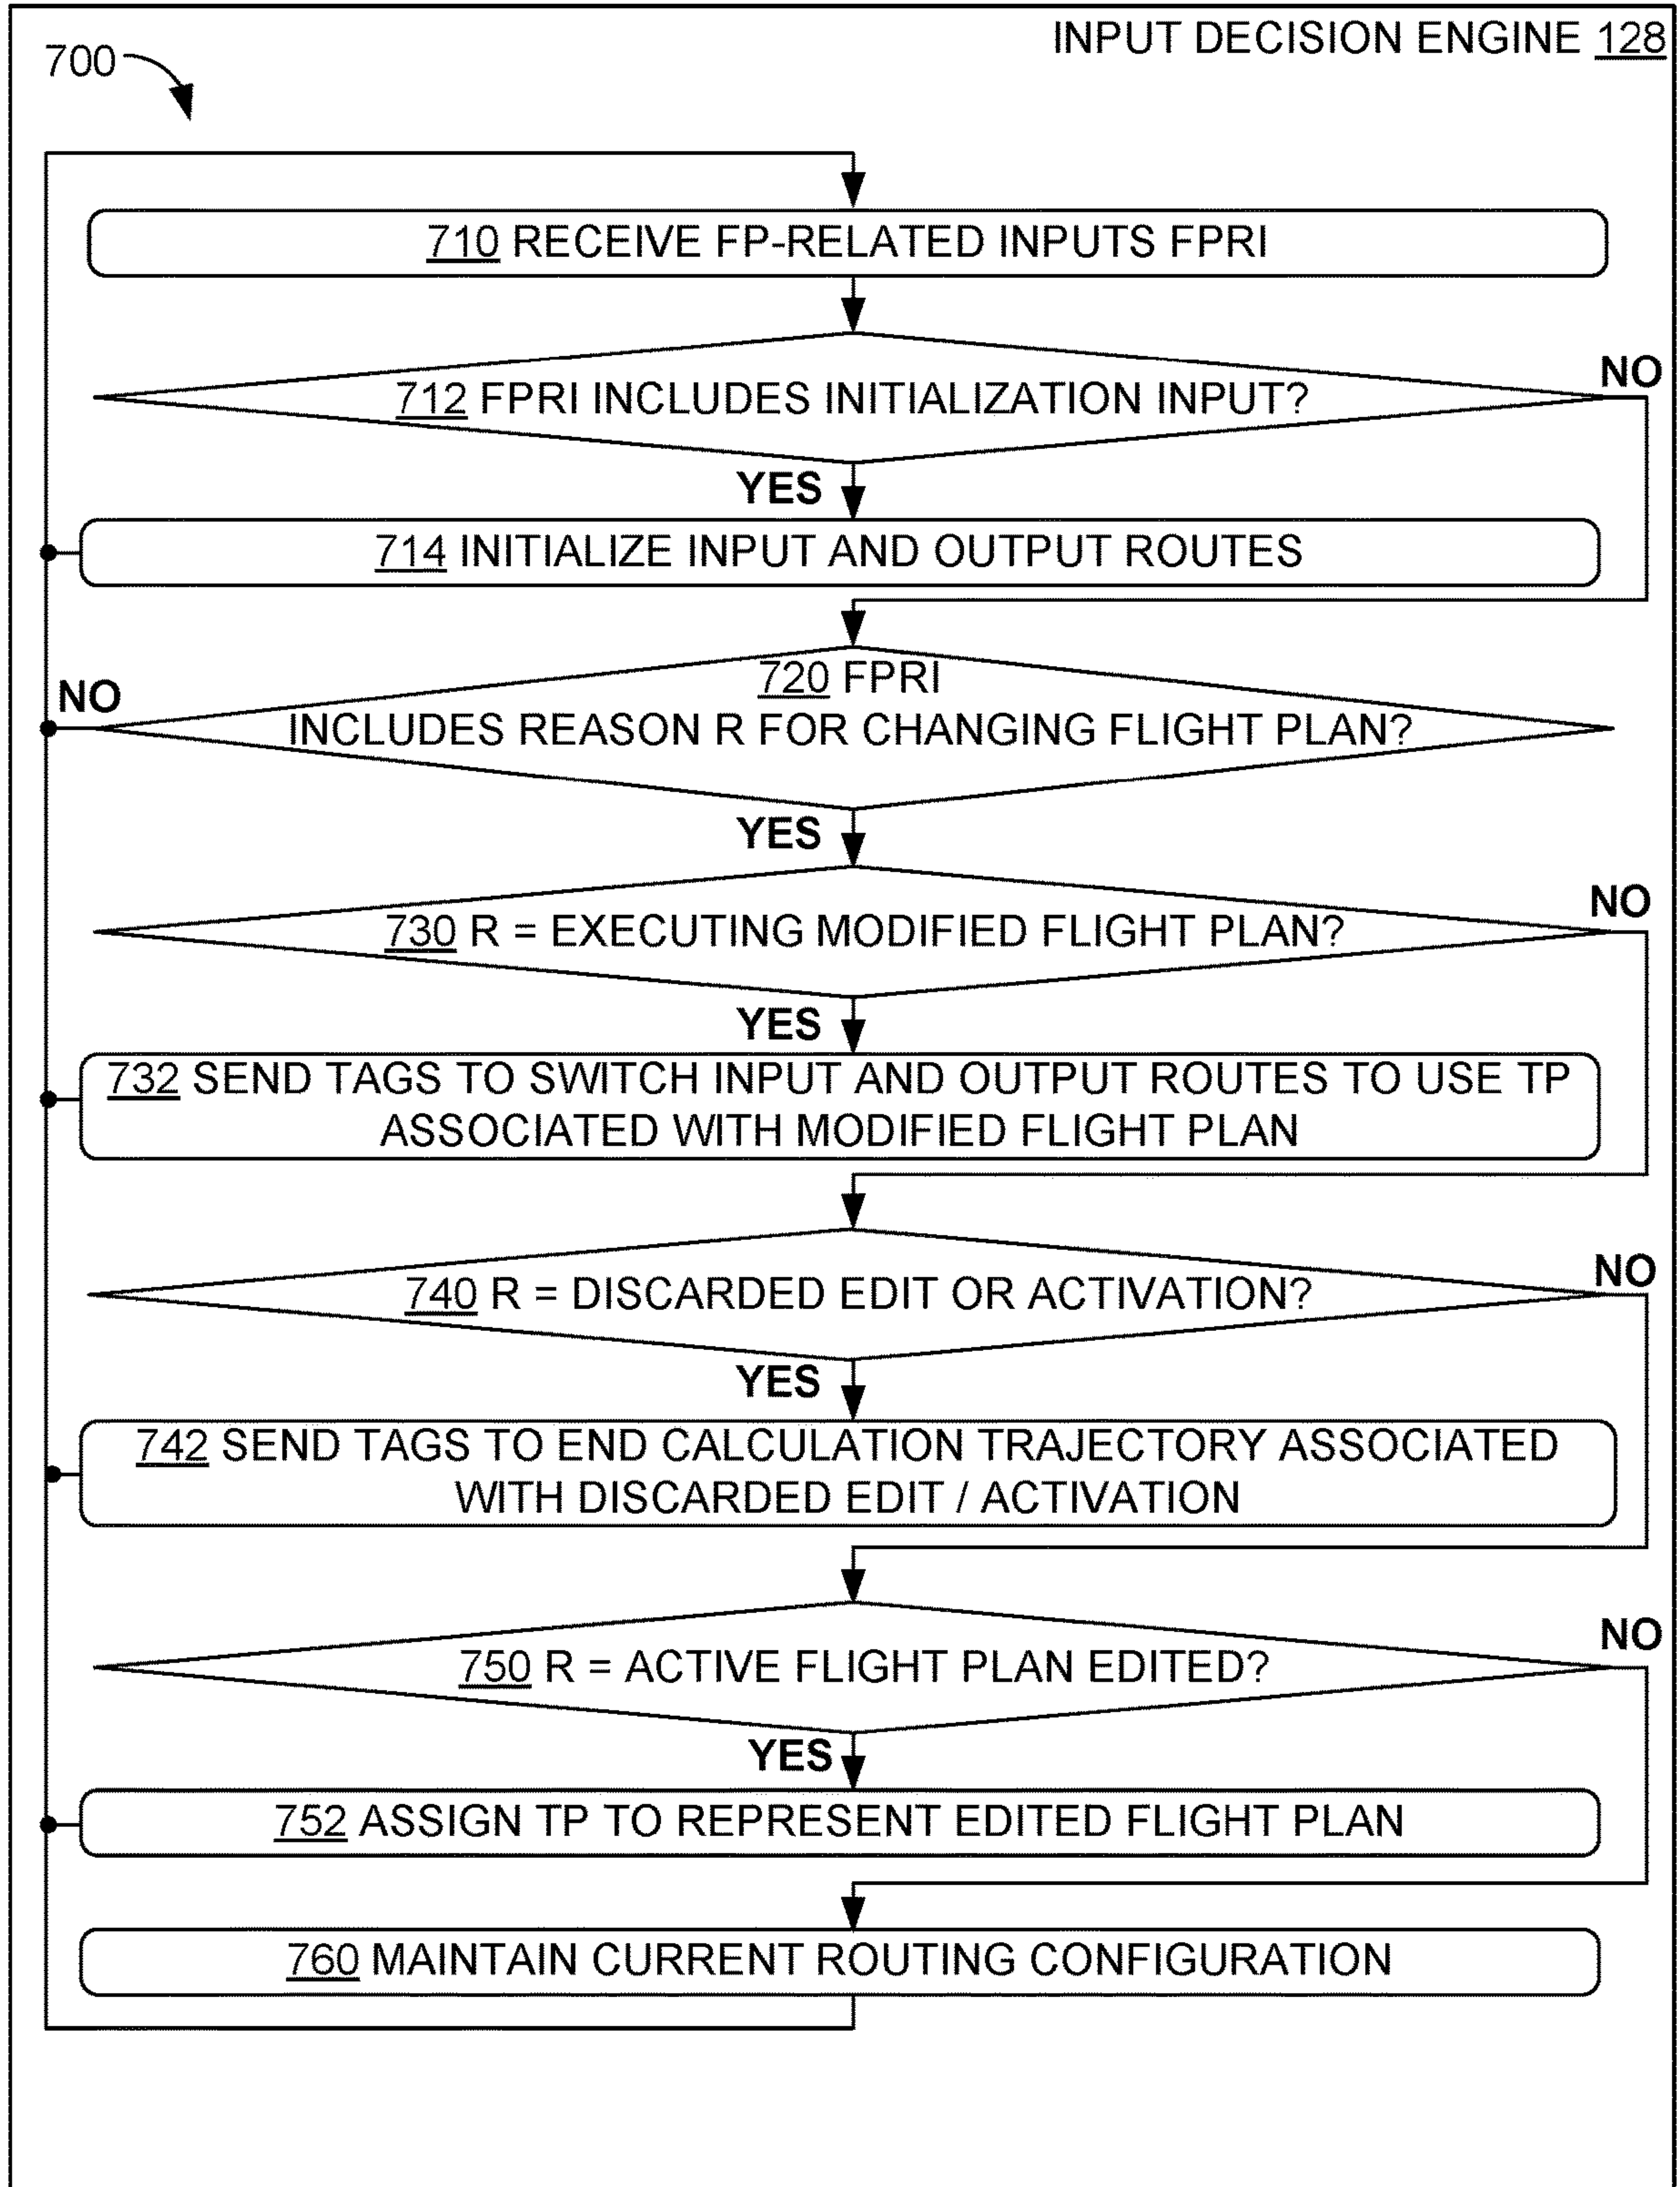 INPUT DECISION ENGINE 128
700
710 RECEIVE FP-RELATED INPUTS FPRI
NO
712 FPRI INCLUDES INITIALIZATION INPUT?
YES
714 INITIALIZE INPUT AND OUTPUT ROUTES
720 FPRI
NO
INCLUDES REASON R FOR CHANGING FLIGHT PLAN?
YES
NO
730 R = EXECUTING MODIFIED FLIGHT PLAN?
YES
732 SEND TAGS TO SWITCH INPUT AND OUTPUT ROUTES TO USE TP
ASSOCIATED WITH MODIFIED FLIGHT PLAN
NO
740 R = DISCARDED EDIT OR ACTIVATION?
YES
742 SEND TAGS TO END CALCULATION TRAJECTORY ASSOCIATED
WITH DISCARDED EDIT / ACTIVATION
NO
750 R = ACTIVE FLIGHT PLAN EDITED?
YES
752 ASSIGN TP TO REPRESENT EDITED FLIGHT PLAN
760 MAINTAIN CURRENT ROUTING CONFIGURATION